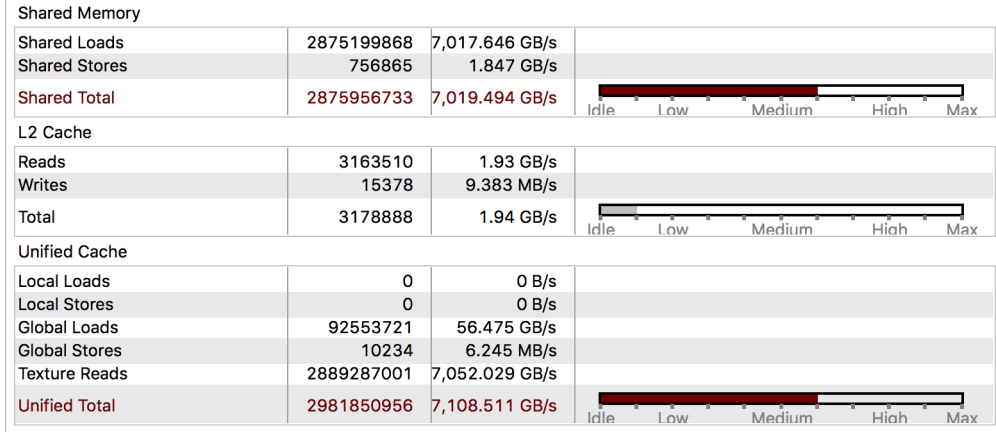 Shared Memory
Shared Loads 2875199868 7,017.646 GB/s
Shared Stores 756865 1.847 GB/s
Shared Total 2875956733 7,019.494 GB/s
Idle Low Medium High Max
L2 Cache
Reads 3163510 1.93 GB/s
Writes 15378 9.383 MB/s
Total 3178888 1.94 GB/s
Idle Low Medium High Max
Unified Cache
Local Loads 0 0 B/s
Local Stores 0 0 B/s
Global Loads 92553721 56.475 GB/s
Global Stores 10234 6.245 MB/s
Texture Reads 2889287001 7,052.029 GB/s
Unified Total 2981850956 7,108.511 GB/s
Idle Low Medium High Max